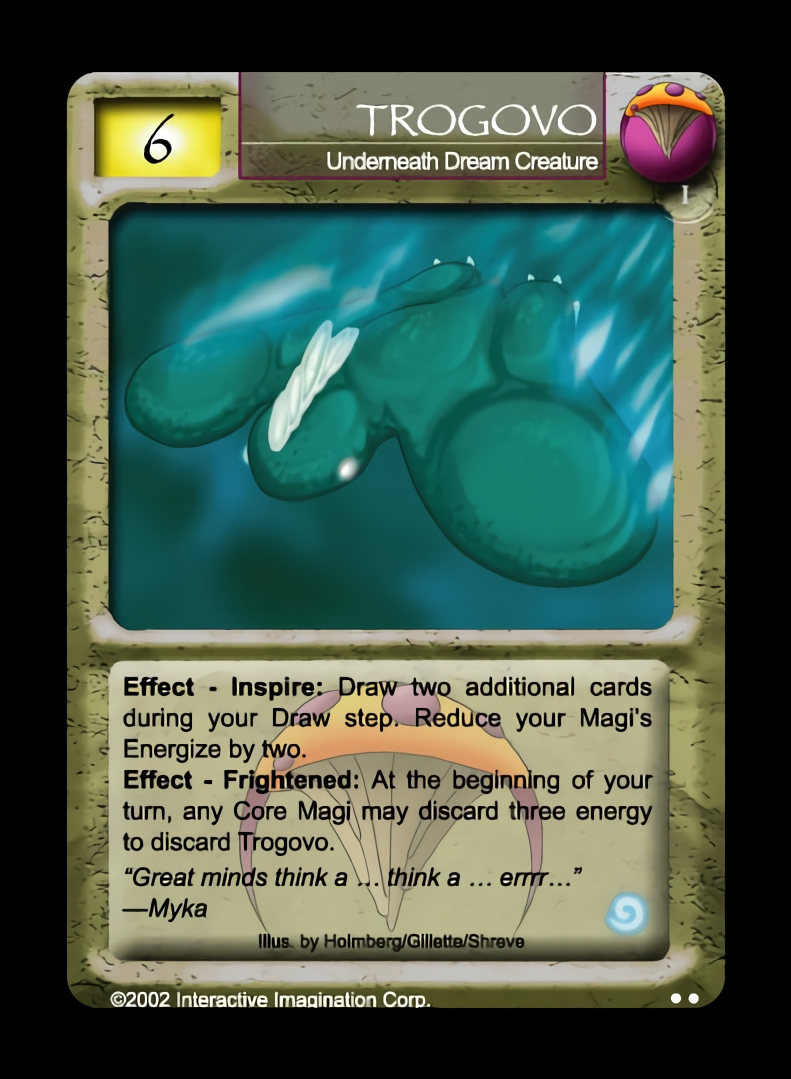 6
TROGOVO
Underneath Dream Creature
I
Effect - Inspire: Draw two additional cards
during your Draw step. Reduce your Magi's
Energize by two.
Effect - Frightened: At the beginning of your
turn, any Core Magi may discard three energy
to discard Trogovo.
“Great minds think a … think a … errrr…”
—Myka
Illus. by Holmberg/Gillette/Shreve
©2002 Interactive Imagination Corp.